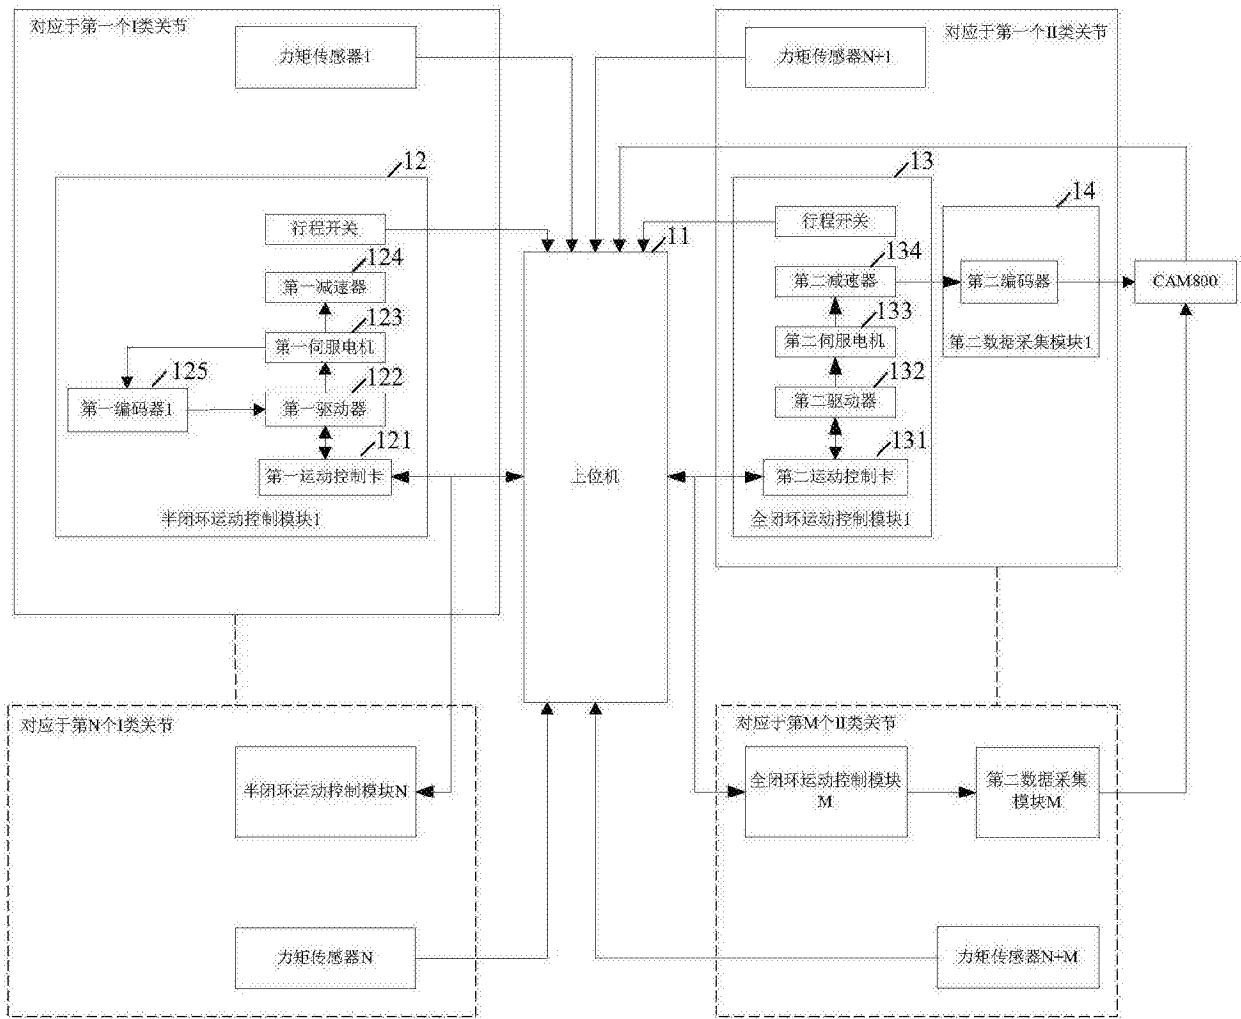 对应于第一个I类关节
力矩传感器1
12
行程开关
124
第一减速器
123
第一伺服电机
125
第一编码器1
122
第一驱动器
121
第一运动控制卡
半闭环运动控制模块1
11
上位机
对应于第一个II类关节
力矩传感器N+1
13
行程开关
134
第二减速器
133
第二伺服电机
132
第二驱动器
131
第二运动控制卡
全闭环运动控制模块1
14
第二编码器
第二数据采集模块1
CAM800
对应于第N个I类关节
半闭环运动控制模块N
力矩传感器N
对应于第M个II类关节
全闭环运动控制模块
M
第二数据采集
模块M
力矩传感器N+M